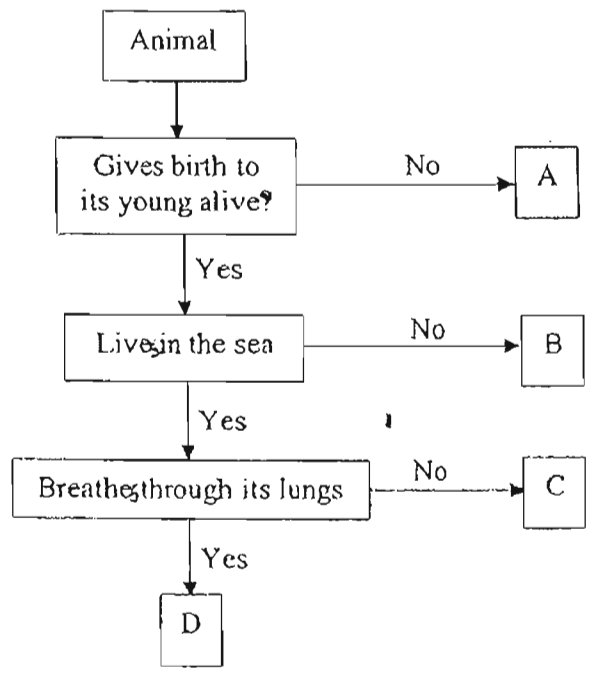 Animal
Gives birth to
its young alive?
No
A
Yes
Lives in the sea
No
B
Yes
Breathes through its lungs
No
C
Yes
D